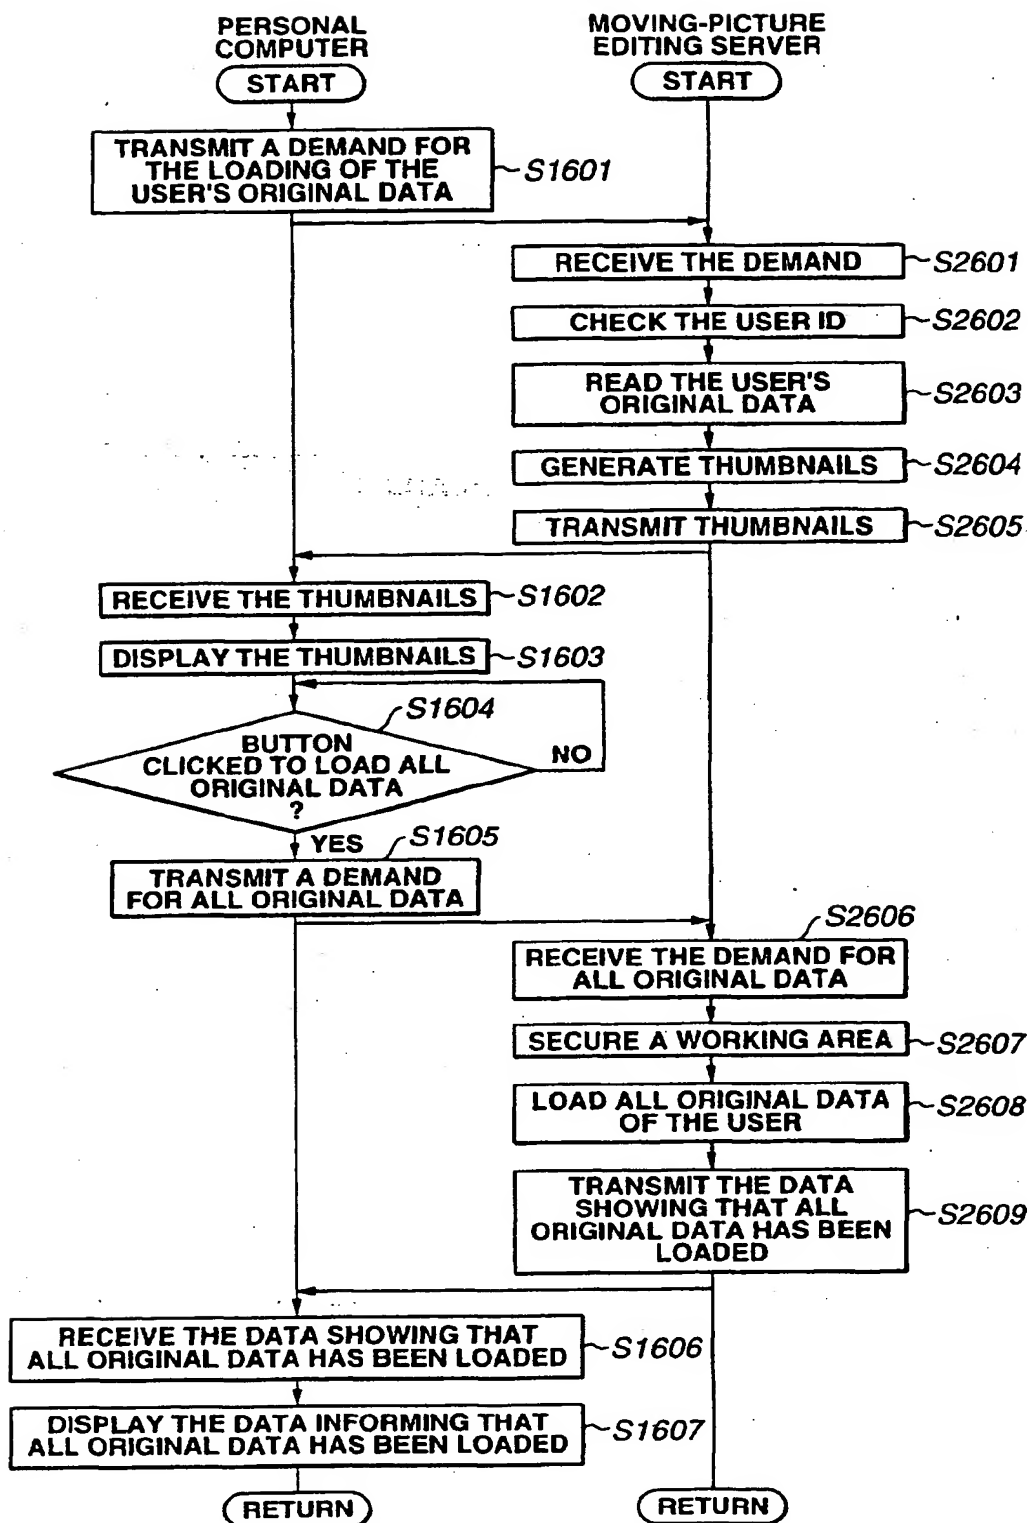 PERSONAL
COMPUTER
MOVING-PICTURE
EDITING SERVER
START
START
TRANSMIT A DEMAND FOR
THE LOADING OF THE
USER'S ORIGINAL DATA
S1601
RECEIVE THE DEMAND
S2601
CHECK THE USER ID
S2602
READ THE USER'S
ORIGINAL DATA
S2603
GENERATE THUMBNAILS
S2604
TRANSMIT THUMBNAILS
S2605
RECEIVE THE THUMBNAILS
S1602
DISPLAY THE THUMBNAILS
S1603
S1604
BUTTON
CLICKED TO LOAD ALL
ORIGINAL DATA
?
NO
YES
S1605
TRANSMIT A DEMAND
FOR ALL ORIGINAL DATA
S2606
RECEIVE THE DEMAND FOR
ALL ORIGINAL DATA
SECURE A WORKING AREA
S2607
LOAD ALL ORIGINAL DATA
OF THE USER
S2608
TRANSMIT THE DATA
SHOWING THAT ALL
ORIGINAL DATA HAS BEEN
LOADED
S2609
RECEIVE THE DATA SHOWING THAT
ALL ORIGINAL DATA HAS BEEN LOADED
S1606
DISPLAY THE DATA INFORMING THAT
ALL ORIGINAL DATA HAS BEEN LOADED
S1607
RETURN
RETURN